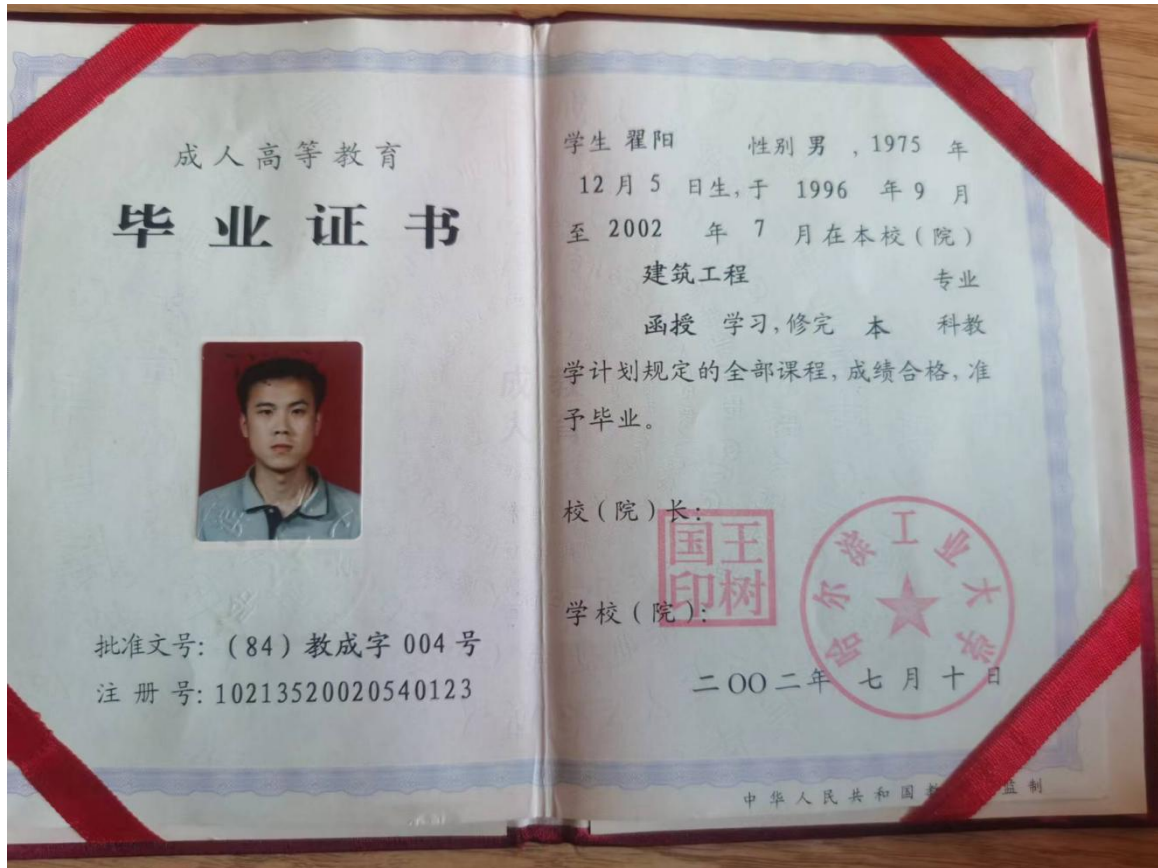 成人高等教育
毕业证书
批准文号: (84) 教成字 004 号
注 册 号: 10213520020540123
学生 翟阳 性别 男 , 1975 年
12 月 5 日生, 于 1996 年 9 月
至 2002 年 7 月在本校(院)
建筑工程 专业
函授 学习, 修完 本 科教
学计划规定的全部课程, 成绩合格, 准
予毕业。
校(院)长:
王树国印
学校(院):
哈尔滨工业大学
二〇〇二年 七月十日
中华人民共和国 监制